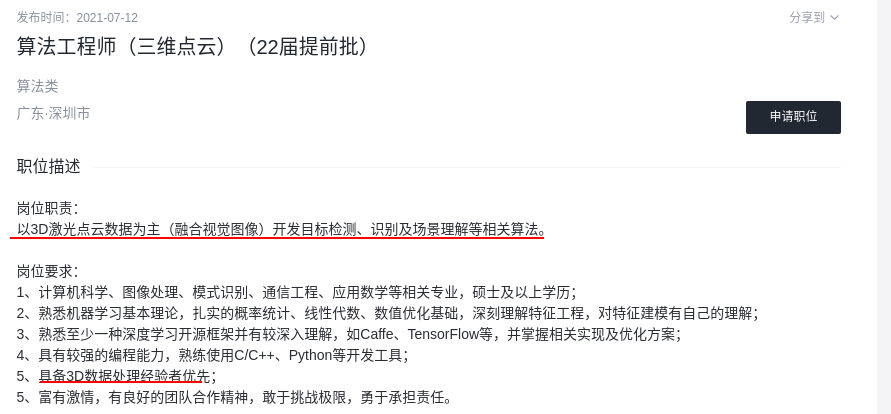 发布时间：2021-07-12
分享到
算法工程师（三维点云）（22届提前批）
算法类
广东·深圳市
申请职位
职位描述
岗位职责：
以3D激光点云数据为主（融合视觉图像）开发目标检测、识别及场景理解等相关算法。
岗位要求：
1、计算机科学、图像处理、模式识别、通信工程、应用数学等相关专业，硕士及以上学历；
2、熟悉机器学习基本理论，扎实的概率统计、线性代数、数值优化基础，深刻理解特征工程，对特征建模有自己的理解；
3、熟悉至少一种深度学习开源框架并有较深入理解，如Caffe、TensorFlow等，并掌握相关实现及优化方案；
4、具有较强的编程能力，熟练使用C/C++、Python等开发工具；
5、具备3D数据处理经验者优先；
5、富有激情，有良好的团队合作精神，敢于挑战极限，勇于承担责任。